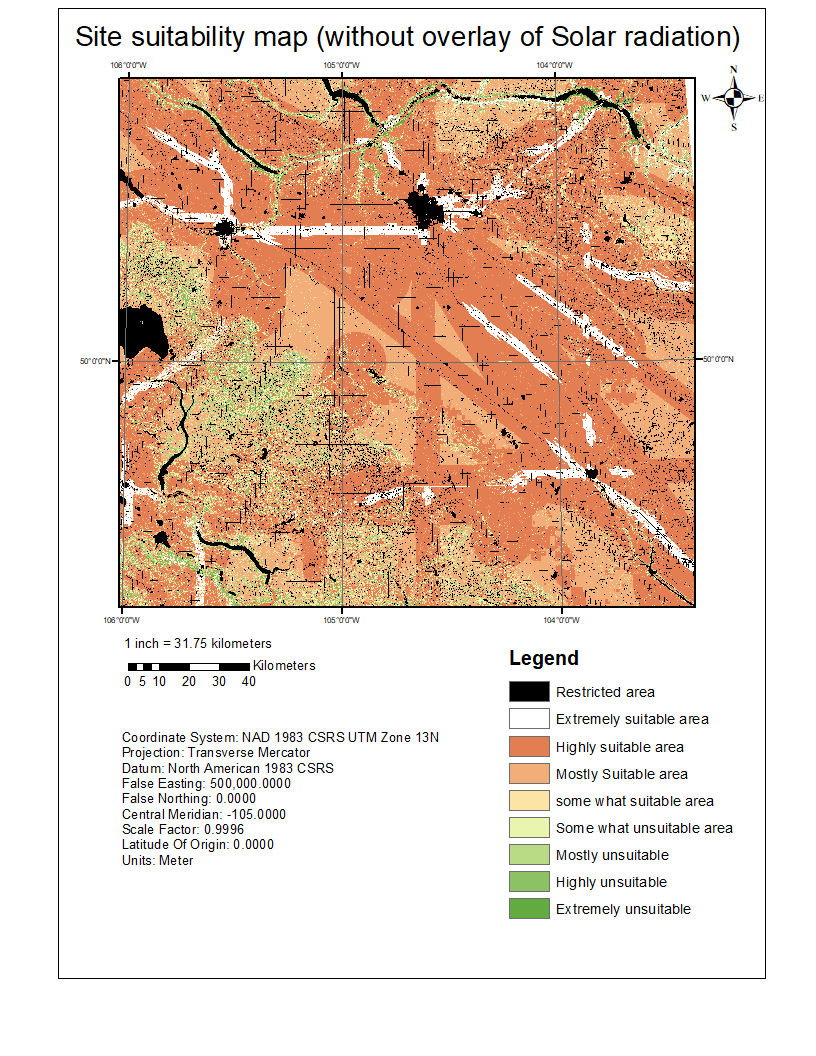 Site suitability map (without overlay of Solar radiation)
106°0'0"W 105°0'0"W 104°0'0"W
N
W E
S
50°0'0"N 50°0'0"N
106°0'0"W 105°0'0"W 104°0'0"W
1 inch = 31.75 kilometers
Kilometers
0 5 10 20 30 40
Coordinate System: NAD 1983 CSRS UTM Zone 13N
Projection: Transverse Mercator
Datum: North American 1983 CSRS
False Easting: 500,000.0000
False Northing: 0.0000
Central Meridian: -105.0000
Scale Factor: 0.9996
Latitude Of Origin: 0.0000
Units: Meter
Legend
Restricted area
Extremely suitable area
Highly suitable area
Mostly Suitable area
some what suitable area
Some what unsuitable area
Mostly unsuitable
Highly unsuitable
Extremely unsuitable